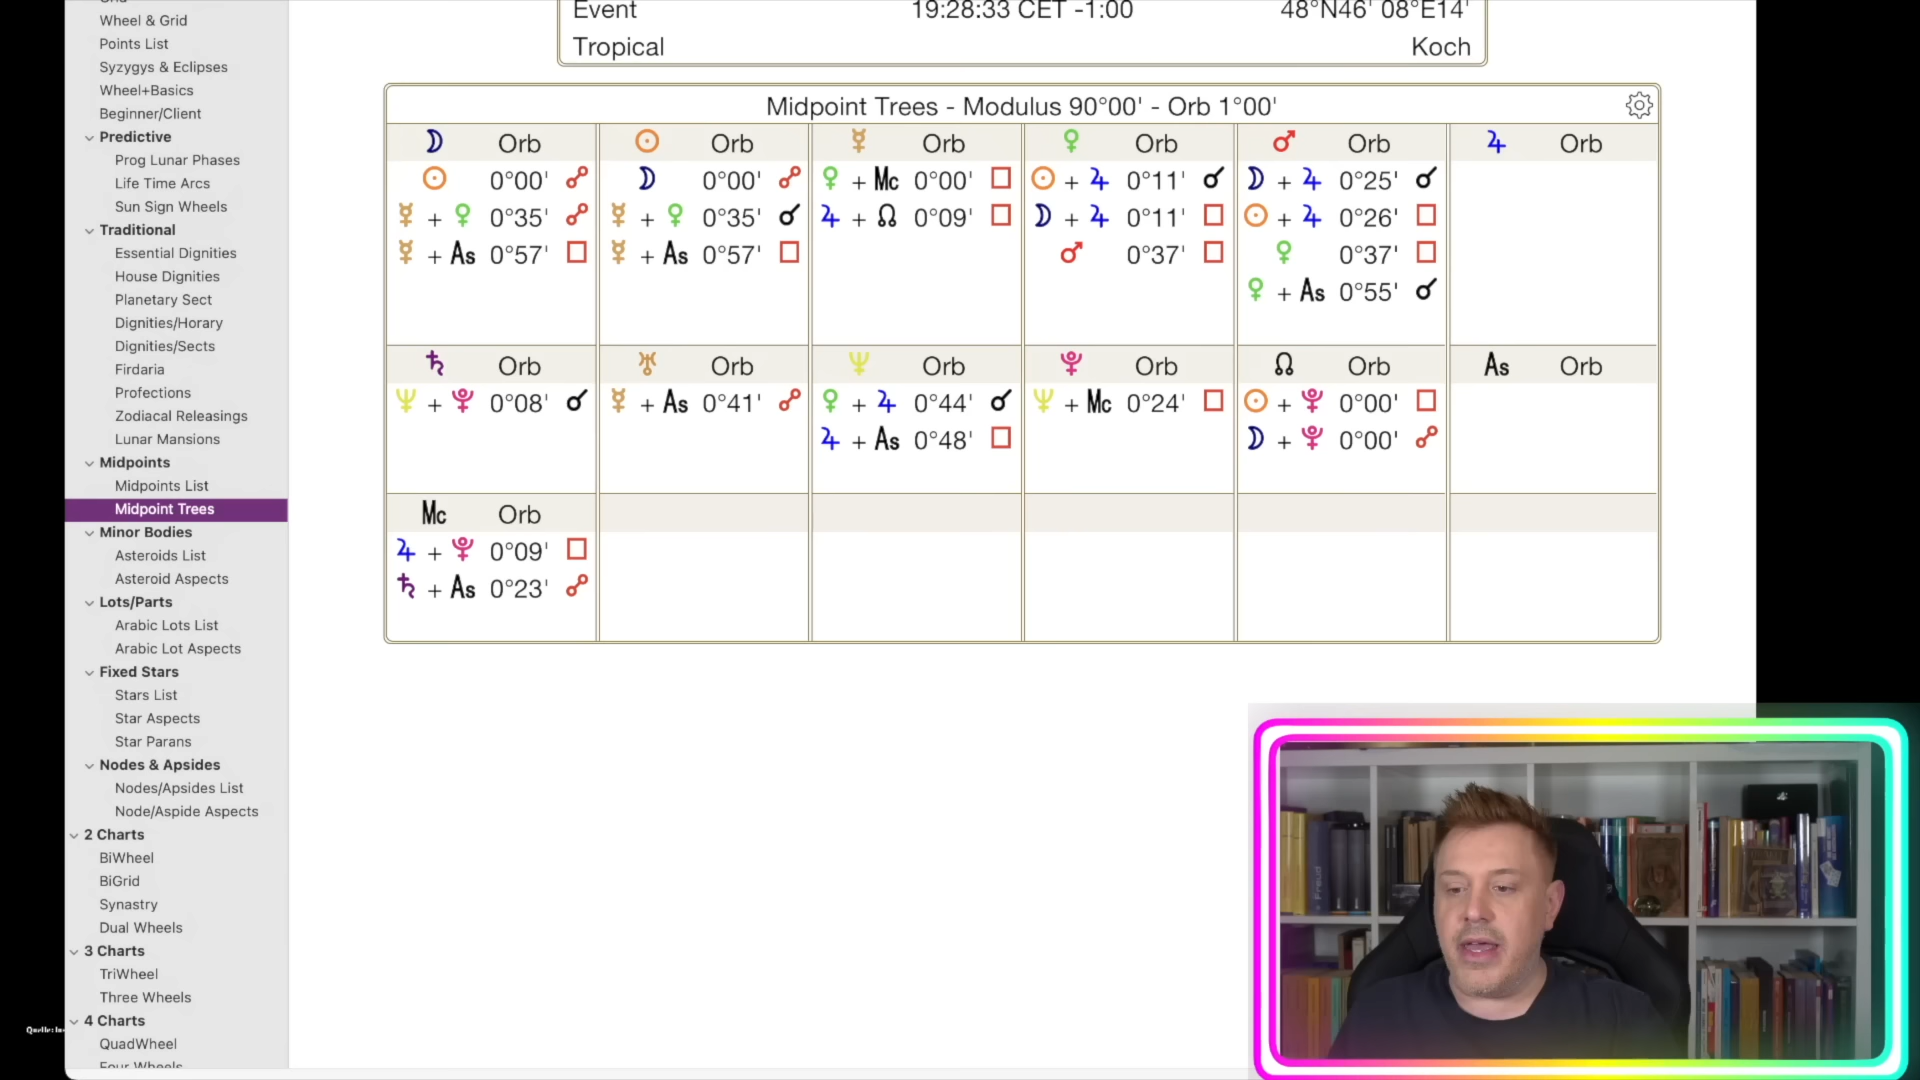 Wheel & Grid
Points List
Syzygys & Eclipses
Wheel+Basics
Beginner/Client
Predictive
Prog Lunar Phases
Life Time Arcs
Sun Sign Wheels
Traditional
Essential Dignities
House Dignities
Planetary Sect
Dignities/Horary
Dignities/Sects
Firdaria
Profections
Zodiacal Releasings
Lunar Mansions
Midpoints
Midpoints List
Midpoint Trees
Minor Bodies
Asteroids List
Asteroid Aspects
Lots/Parts
Arabic Lots List
Arabic Lot Aspects
Fixed Stars
Stars List
Star Aspects
Star Parans
Nodes & Apsides
Nodes/Apsides List
Node/Aspide Aspects
2 Charts
BiWheel
BiGrid
Synastry
Dual Wheels
3 Charts
TriWheel
Three Wheels
4 Charts
QuadWheel
Four Wheels
Event 19:28:33 CET -1:00 48°N46' 08°E14'
Tropical Koch
Midpoint Trees - Modulus 90°00' - Orb 1°00'
☽ Orb ☉ Orb ☿ Orb ♀ Orb ♂ Orb ♃ Orb
☉ 0°00' ☍ ☽ 0°00' ☍ ♀ + Mc 0°00' □ ☉ + ♃ 0°11' ☌ ☽ + ♃ 0°25' ☌
☿ + ♀ 0°35' ☍ ☿ + ♀ 0°35' ☌ ♃ + ☊ 0°09' □ ☽ + ♃ 0°11' □ ☉ + ♃ 0°26' □
☿ + As 0°57' □ ☿ + As 0°57' □ ♂ 0°37' □ ♀ 0°37' □
♀ + As 0°55' ☌
♄ Orb ♅ Orb ♆ Orb ♇ Orb ☊ Orb As Orb
♆ + ♇ 0°08' ☌ ☿ + As 0°41' ☍ ♀ + ♃ 0°44' ☌ ♆ + Mc 0°24' □ ☉ + ♇ 0°00' □
♃ + As 0°48' □ ☽ + ♇ 0°00' ☍
Mc Orb
♃ + ♇ 0°09' □
♄ + As 0°23' ☍
Freud